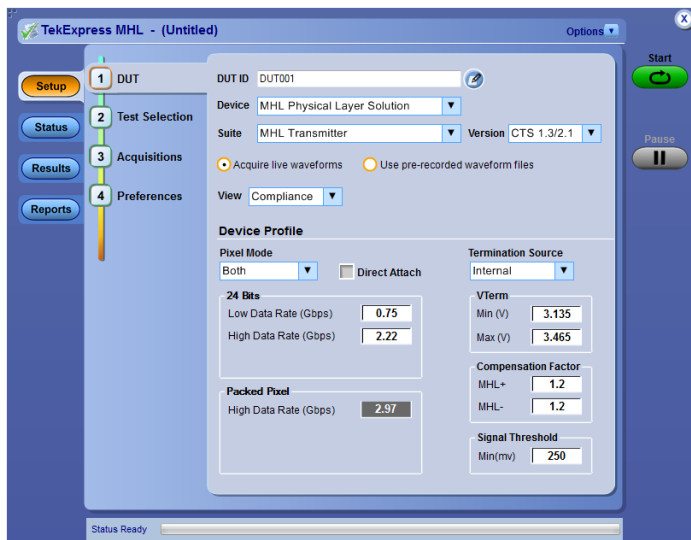 TekExpress MHL - (Untitled)
Options
x
Start
Pause
Setup
Status
Results
Reports
1 DUT
2 Test Selection
3 Acquisitions
4 Preferences
DUT ID DUT001
Device MHL Physical Layer Solution
Suite MHL Transmitter Version CTS 1.3/2.1
Acquire live waveforms Use pre-recorded waveform files
View Compliance
Device Profile
Pixel Mode
Both
Direct Attach
24 Bits
Low Data Rate (Gbps) 0.75
High Data Rate (Gbps) 2.22
Packed Pixel
High Data Rate (Gbps) 2.97
Termination Source
Internal
VTerm
Min (V) 3.135
Max (V) 3.465
Compensation Factor
MHL+ 1.2
MHL- 1.2
Signal Threshold
Min(mv) 250
Status Ready